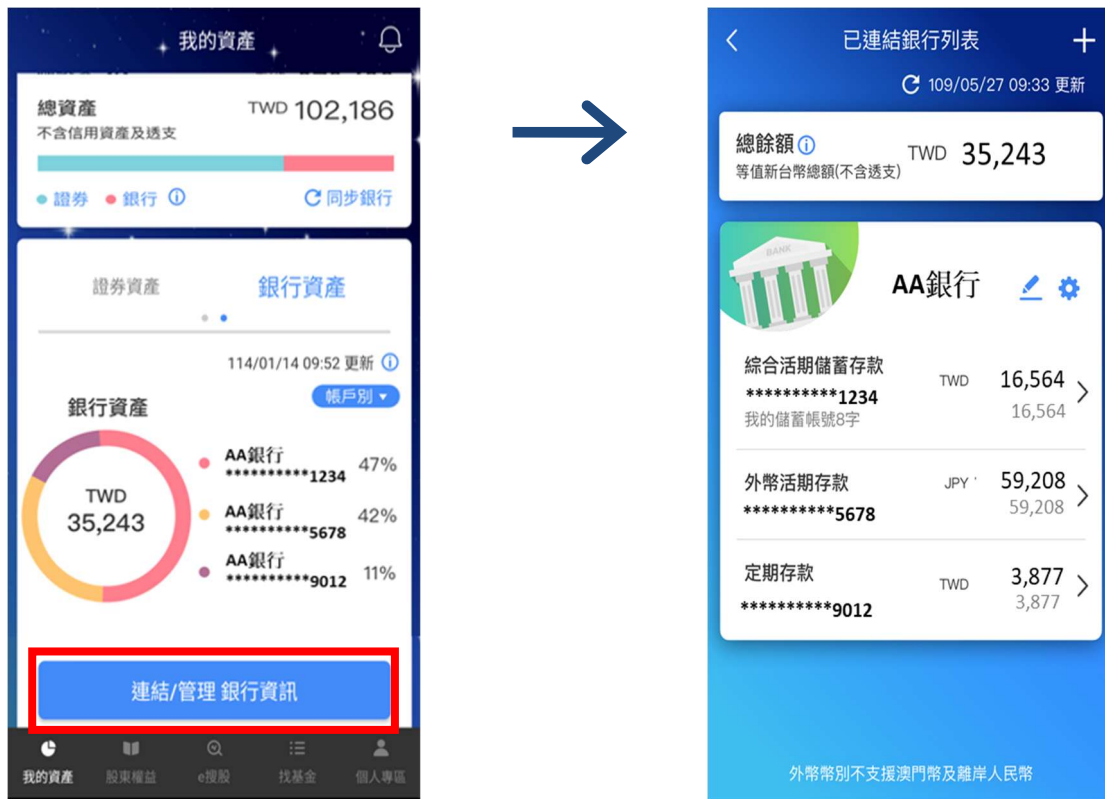 我的資產
總資產
TWD 102,186
不含信用資產及透支
證券 銀行
同步銀行
證券資產
銀行資產
114/01/14 09:52 更新
帳戶別
銀行資產
TWD
35,243
AA銀行
**********1234
47%
AA銀行
**********5678
42%
AA銀行
**********9012
11%
連結/管理 銀行資訊
我的資產
股東權益
e搜股
找基金
個人專區
已連結銀行列表
109/05/27 09:33 更新
總餘額
等值新台幣總額(不含透支)
TWD 35,243
BANK
AA銀行
綜合活期儲蓄存款
**********1234
我的儲蓄帳號8字
TWD 16,564
16,564
外幣活期存款
**********5678
JPY 59,208
59,208
定期存款
**********9012
TWD 3,877
3,877
外幣幣別不支援澳門幣及離岸人民幣